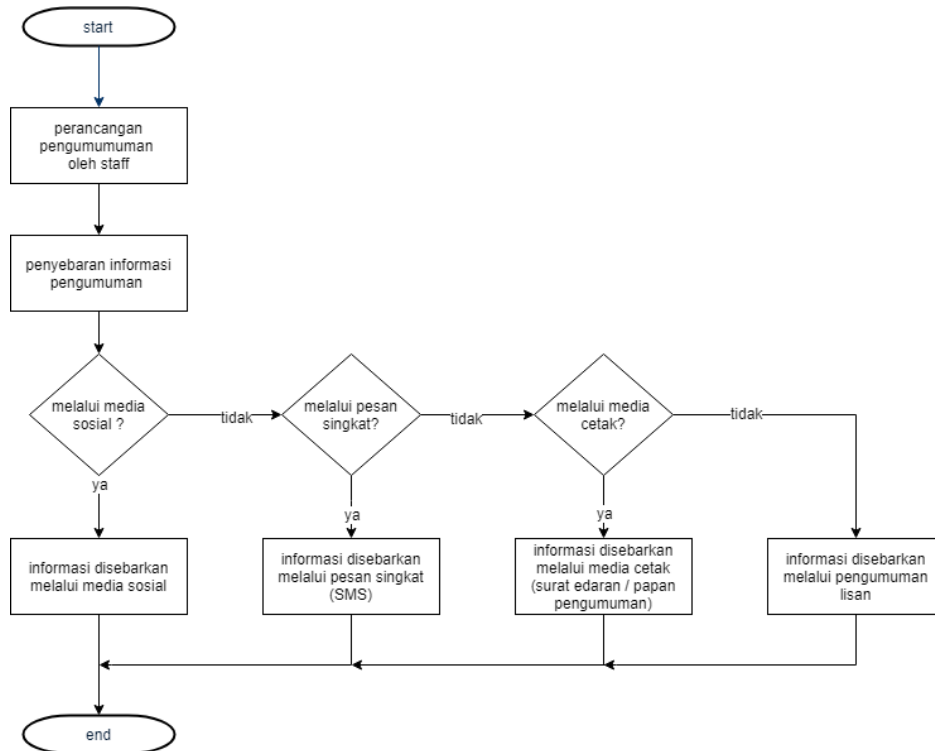 start
perancangan
pengumumuman
oleh staff
penyebaran informasi
pengumuman
melalui media
sosial ?
tidak
melalui pesan
singkat?
tidak
melalui media
cetak?
tidak
ya
ya
ya
informasi disebarkan
melalui media sosial
informasi disebarkan
melalui pesan singkat
(SMS)
informasi disebarkan
melalui media cetak
(surat edaran / papan
pengumuman)
informasi disebarkan
melalui pengumuman
lisan
end